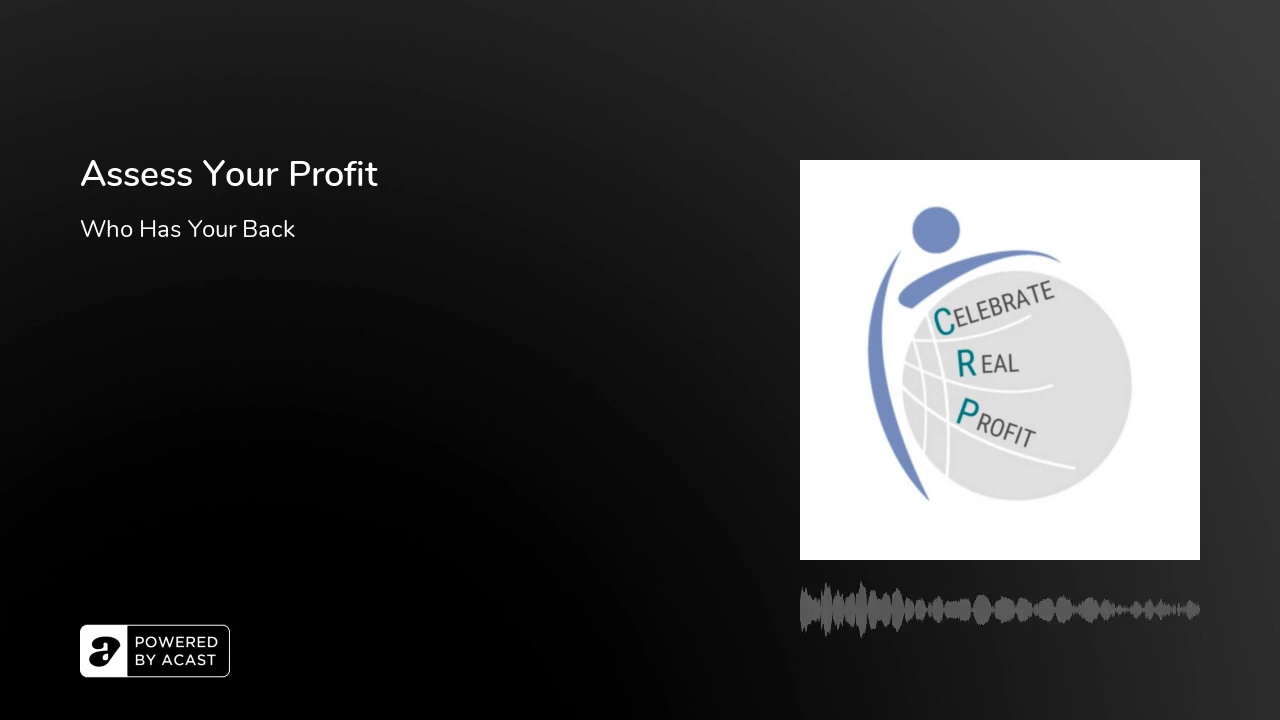 Assess Your Profit
Who Has Your Back
CELEBRATE
REAL
PROFIT
a POWERED
BY ACAST